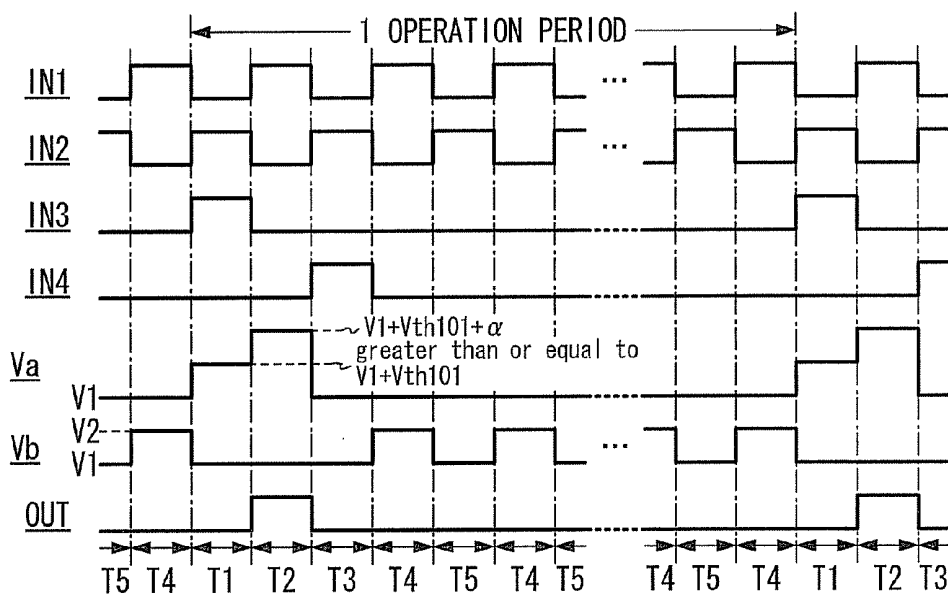 1 OPERATION PERIOD
IN1
...
IN2
...
IN3
IN4
V1+Vth101+α
greater than or equal to
V1+Vth101
Va
V1
V2
Vb
V1
...
OUT
T5 T4 T1 T2 T3 T4 T5 T4 T5 T4 T5 T4 T1 T2 T3